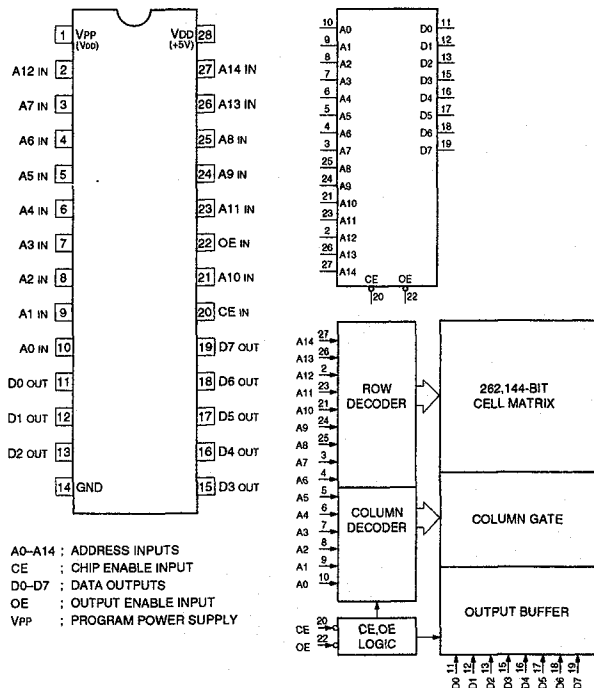 1 VPP (VDD)
VDD (+5V) 28
A12 IN 2
27 A14 IN
A7 IN 3
26 A13 IN
A6 IN 4
25 A8 IN
A5 IN 5
24 A9 IN
A4 IN 6
23 A11 IN
A3 IN 7
22 OE IN
A2 IN 8
21 A10 IN
A1 IN 9
20 CE IN
A0 IN 10
19 D7 OUT
D0 OUT 11
18 D6 OUT
D1 OUT 12
17 D5 OUT
D2 OUT 13
16 D4 OUT
14 GND
15 D3 OUT
A0–A14 ; ADDRESS INPUTS
CE ; CHIP ENABLE INPUT
D0–D7 ; DATA OUTPUTS
OE ; OUTPUT ENABLE INPUT
VPP ; PROGRAM POWER SUPPLY
10 A0 D0 11
9 A1 D1 12
8 A2 D2 13
7 A3 D3 15
6 A4 D4 16
5 A5 D5 17
4 A6 D6 18
3 A7 D7 19
25 A8
24 A9
21 A10
23 A11
2 A12
26 A13
27 A14
CE OE
20 22
A14 27
A13 26
A12 2
A11 23
A10 21
A9 24
A8 25
A7 3
A6 4
A5 5
A4 6
A3 7
A2 8
A1 9
A0 10
ROW DECODER
COLUMN DECODER
262,144-BIT CELL MATRIX
COLUMN GATE
OUTPUT BUFFER
CE 20
OE 22
CE,OE LOGIC
11 12 13 15 16 17 18 19
D0 D1 D2 D3 D4 D5 D6 D7